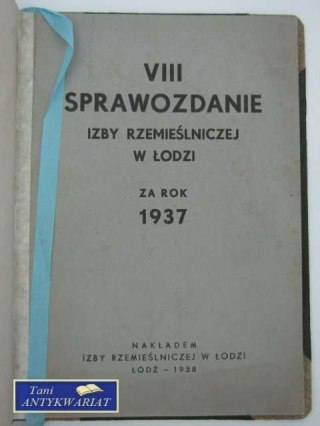 VIII
SPRAWOZDANIE
IZBY RZEMIEŚLNICZEJ
W ŁODZI
ZA ROK
1937
NAKŁADEM
IZBY RZEMIEŚLNICZEJ W ŁODZI
ŁÓDŹ – 1938
Tani
ANTYKWARIAT